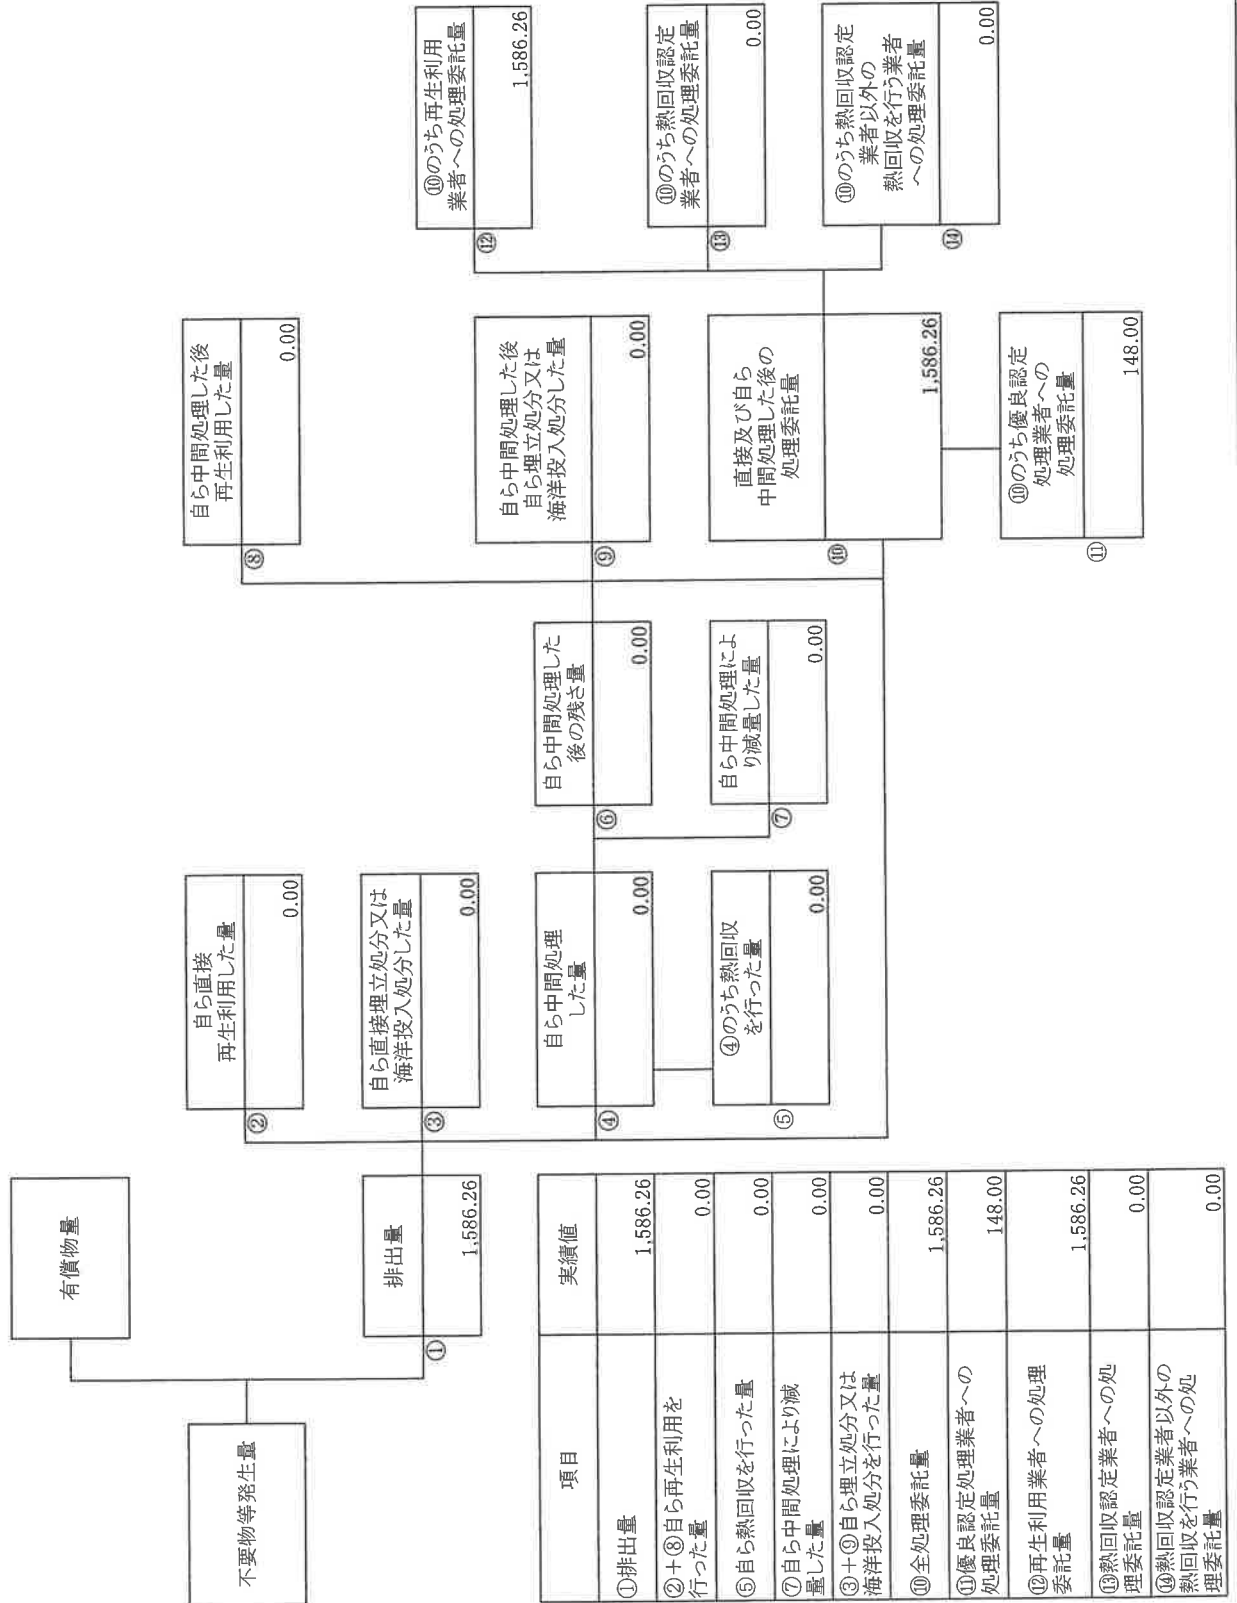 不要物等発生量
有償物量
①
排出量
1,586.26
②
自ら直接
再生利用した量
0.00
③
自ら直接埋立処分又は
海洋投入処分した量
0.00
④
自ら中間処理
した量
0.00
⑤
④のうち熱回収
を行った量
0.00
⑥
自ら中間処理した
後の残さ量
0.00
⑦
自ら中間処理によ
り減量した量
0.00
⑧
自ら中間処理した後
再生利用した量
0.00
⑨
自ら中間処理した後
自ら埋立処分又は
海洋投入処分した量
0.00
⑩
直接及び自ら
中間処理した後の
処理委託量
1,586.26
⑪
⑩のうち優良認定
処理業者への
処理委託量
148.00
⑫
⑩のうち再生利用
業者への処理委託量
1,586.26
⑬
⑩のうち熱回収認定
業者への処理委託量
0.00
⑭
⑩のうち熱回収認定
業者以外の
熱回収を行う業者
への処理委託量
0.00
項目 実績値
①排出量 1,586.26
②+⑧自ら再生利用を
行った量 0.00
⑤自ら熱回収を行った量 0.00
⑦自ら中間処理により減
量した量 0.00
③+⑨自ら埋立処分又は
海洋投入処分を行った量 0.00
⑩全処理委託量 1,586.26
⑪優良認定処理業者への
処理委託量 148.00
⑫再生利用業者への処理
委託量 1,586.26
⑬熱回収認定業者への処
理委託量 0.00
⑭熱回収認定業者以外の
熱回収を行う業者への処
理委託量 0.00